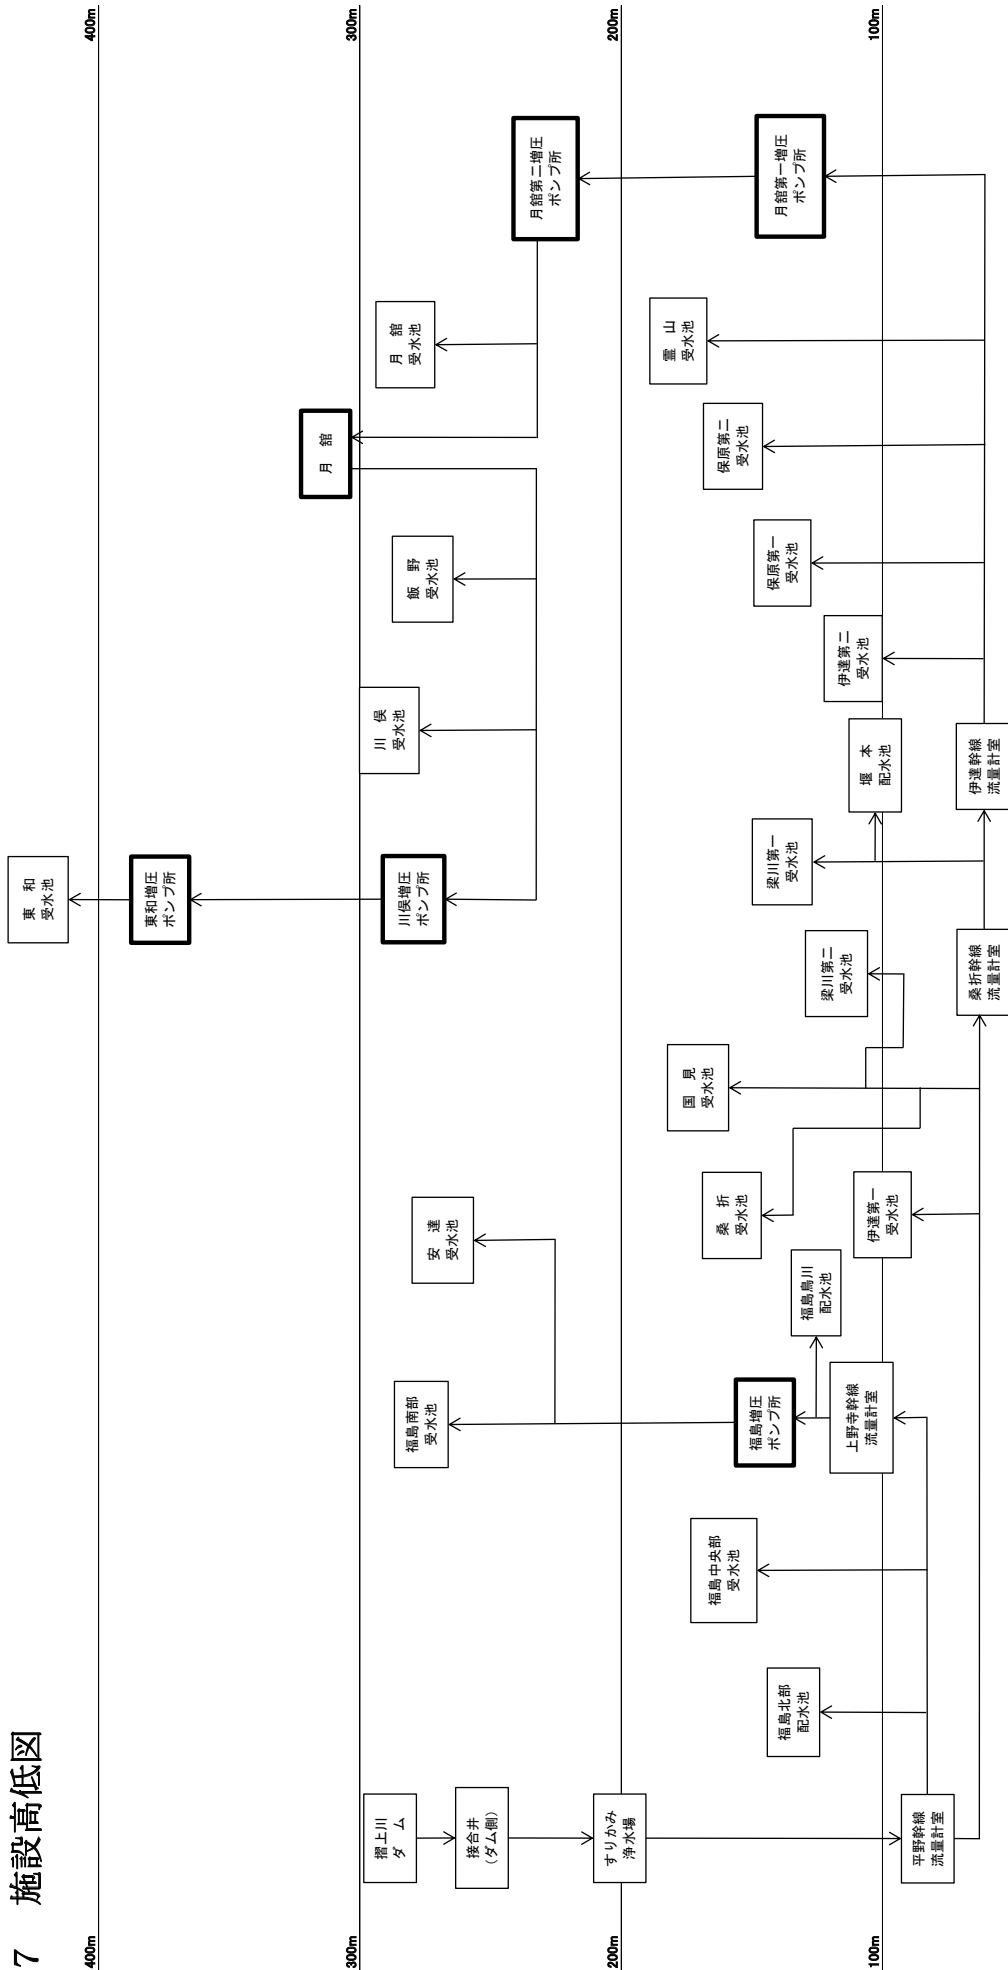 7　施設高低図
400m
300m
200m
100m
400m
300m
200m
100m
摺上川
ダム
接合井
(ダム側)
すりかみ
浄水場
平野幹線
流量計室
福島北部
配水池
福島中央部
受水池
上野寺幹線
流量計室
福島増圧
ポンプ所
福島南部
受水池
福島鳥川
配水池
安達
受水池
伊達第一
受水池
桑折
受水池
国見
受水池
梁川第二
受水池
桑折幹線
流量計室
梁川第一
受水池
堰本
配水池
伊達幹線
流量計室
伊達第二
受水池
保原第一
受水池
保原第二
受水池
霊山
受水池
月舘第一増圧
ポンプ所
月舘第二増圧
ポンプ所
月舘
受水池
月舘
飯野
受水池
川俣
受水池
川俣増圧
ポンプ所
東和増圧
ポンプ所
東和
受水池